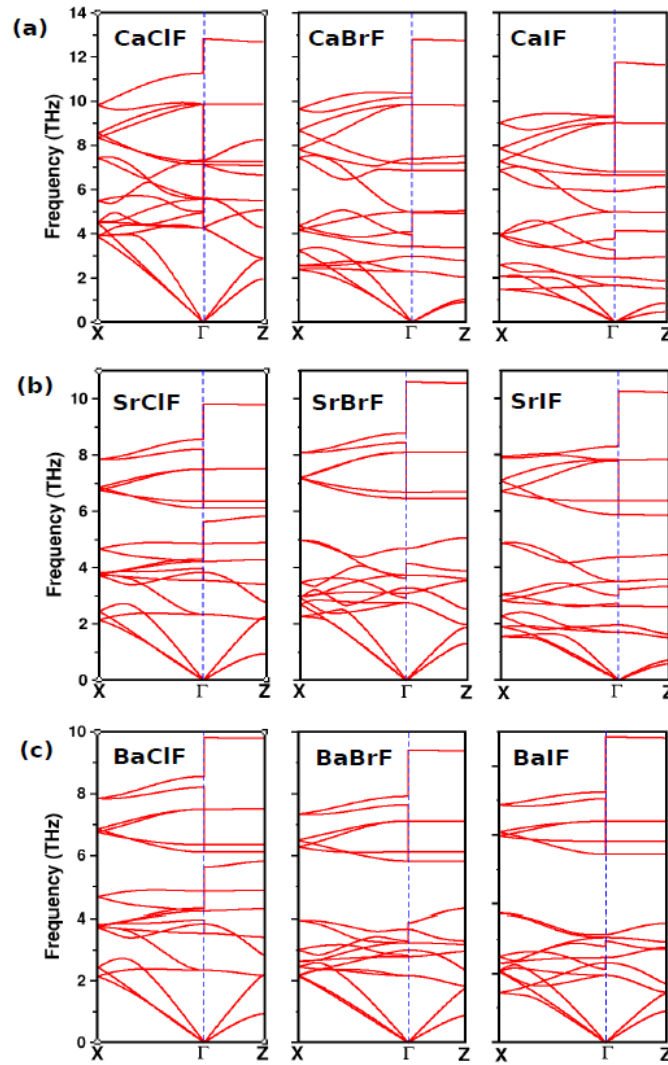 (a)
14
12
10
8
6
4
2
0
Frequency (THz)
CaClF
CaBrF
CaIF
X Γ Z
X Γ Z
X Γ Z
(b)
10
8
6
4
2
0
Frequency (THz)
SrClF
SrBrF
SrIF
X Γ Z
X Γ Z
X Γ Z
(c)
10
8
6
4
2
0
Frequency (THz)
BaClF
BaBrF
BaIF
X Γ Z
X Γ Z
X Γ Z